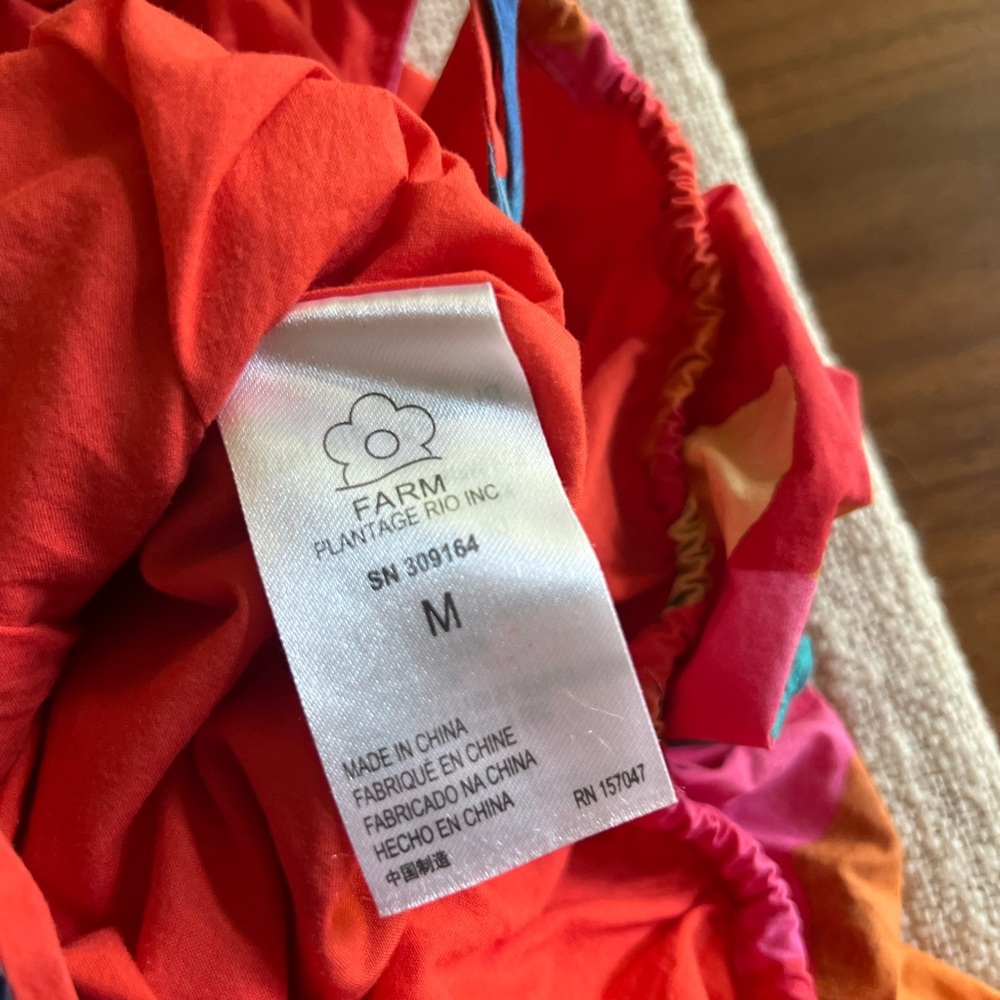 FARM
PLANTAGE RIO INC
SN 309164
M
MADE IN CHINA
FABRIQUÉ EN CHINE
FABRICADO NA CHINA
HECHO EN CHINA
中国制造
RN 157047